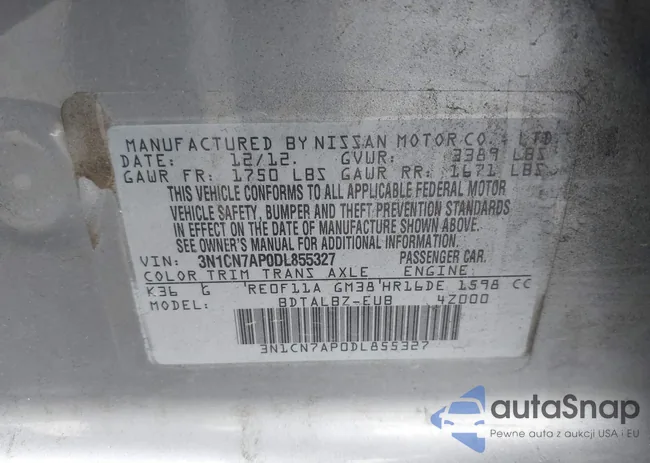 MANUFACTURED BY NISSAN MOTOR CO., LTD.
DATE: 12/12. GVWR: 3389 LBS
GAWR FR: 1750 LBS GAWR RR: 1671 LBS
THIS VEHICLE CONFORMS TO ALL APPLICABLE FEDERAL MOTOR
VEHICLE SAFETY, BUMPER AND THEFT PREVENTION STANDARDS
IN EFFECT ON THE DATE OF MANUFACTURE SHOWN ABOVE.
SEE OWNER'S MANUAL FOR ADDITIONAL INFORMATION.
VIN: 3N1CN7AP0DL855327 PASSENGER CAR.
COLOR TRIM TRANS AXLE ENGINE:
K36 G RE0F11A GM38 HR16DE 1598 CC
MODEL: BDTALBZ-EUB 4Z000
3N1CN7AP0DL855327
autaSnap
Pewne auta z aukcji USA i EU